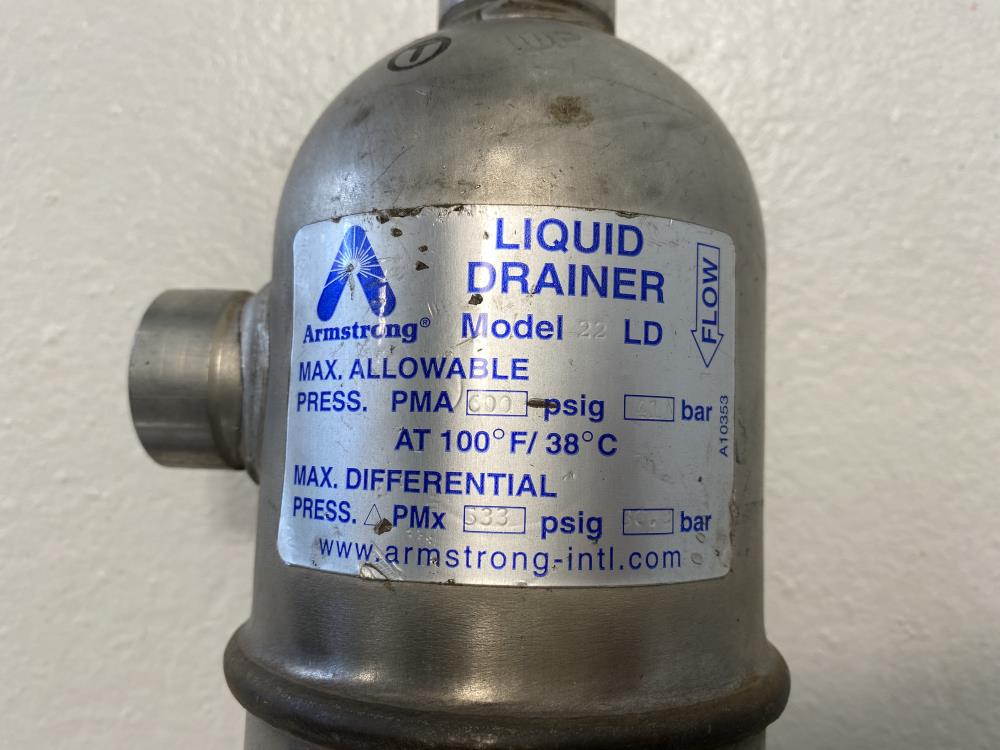 LIQUID
DRAINER
Armstrong®
Model 22 LD
FLOW
MAX. ALLOWABLE
PRESS. PMA 600 psig bar
AT 100°F/38°C
A10353
MAX. DIFFERENTIAL
PRESS. △ PMx 533 psig bar
www.armstrong-intl.com